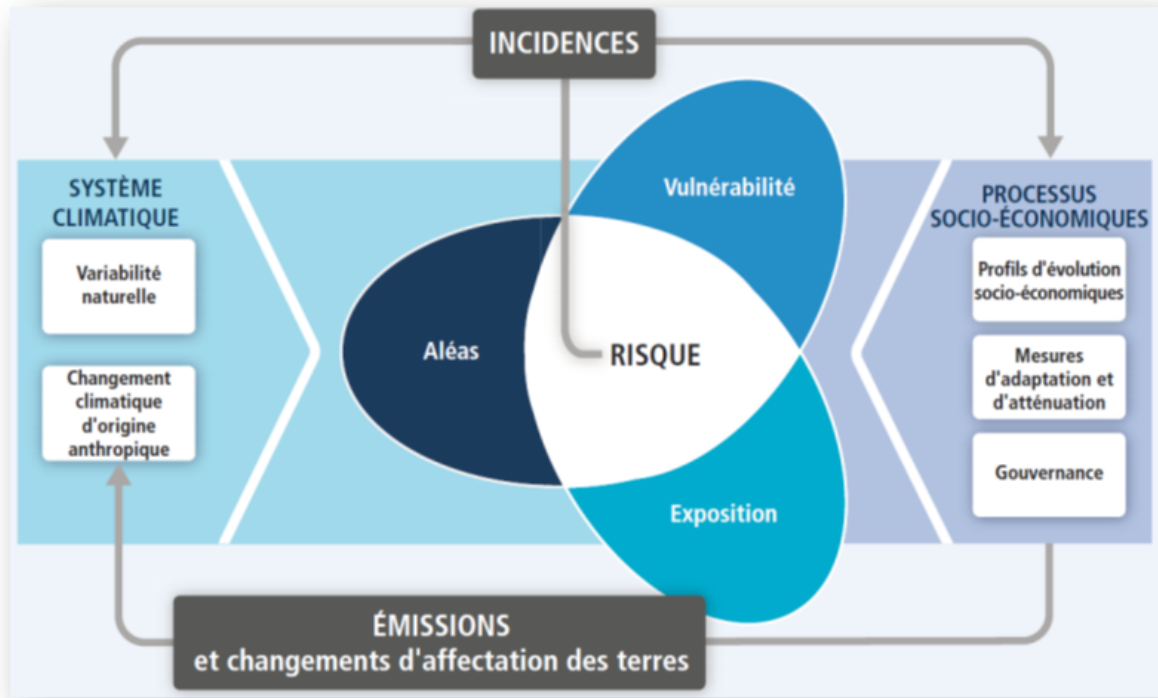 INCIDENCES
SYSTÈME
CLIMATIQUE
Variabilité
naturelle
Changement
climatique
d'origine
anthropique
Aléas
Vulnérabilité
RISQUE
Exposition
PROCESSUS
SOCIO-ÉCONOMIQUES
Profils d'évolution
socio-économiques
Mesures
d'adaptation et
d'atténuation
Gouvernance
ÉMISSIONS
et changements d'affectation des terres